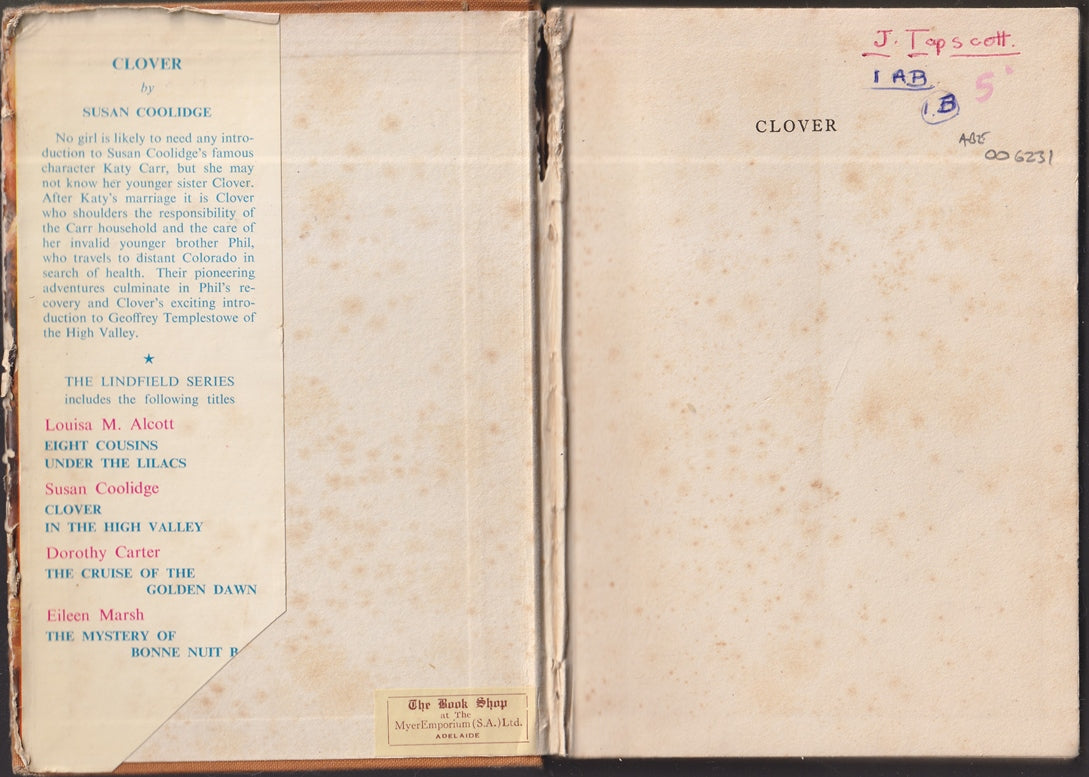 CLOVER
by
SUSAN COOLIDGE
No girl is likely to need any intro-
duction to Susan Coolidge's famous
character Katy Carr, but she may
not know her younger sister Clover.
After Katy's marriage it is Clover
who shoulders the responsibility of
the Carr household and the care of
her invalid younger brother Phil,
who travels to distant Colorado in
search of health. Their pioneering
adventures culminate in Phil's re-
covery and Clover's exciting intro-
duction to Geoffrey Templestowe of
the High Valley.
★
THE LINDFIELD SERIES
includes the following titles
Louisa M. Alcott
EIGHT COUSINS
UNDER THE LILACS
Susan Coolidge
CLOVER
IN THE HIGH VALLEY
Dorothy Carter
THE CRUISE OF THE
GOLDEN DAWN
Eileen Marsh
THE MYSTERY OF
BONNE NUIT B
The Book Shop
at The
MyerEmporium (S.A.) Ltd.
ADELAIDE
J. Tapscott.
1 AB
1.B
5'
CLOVER
006231